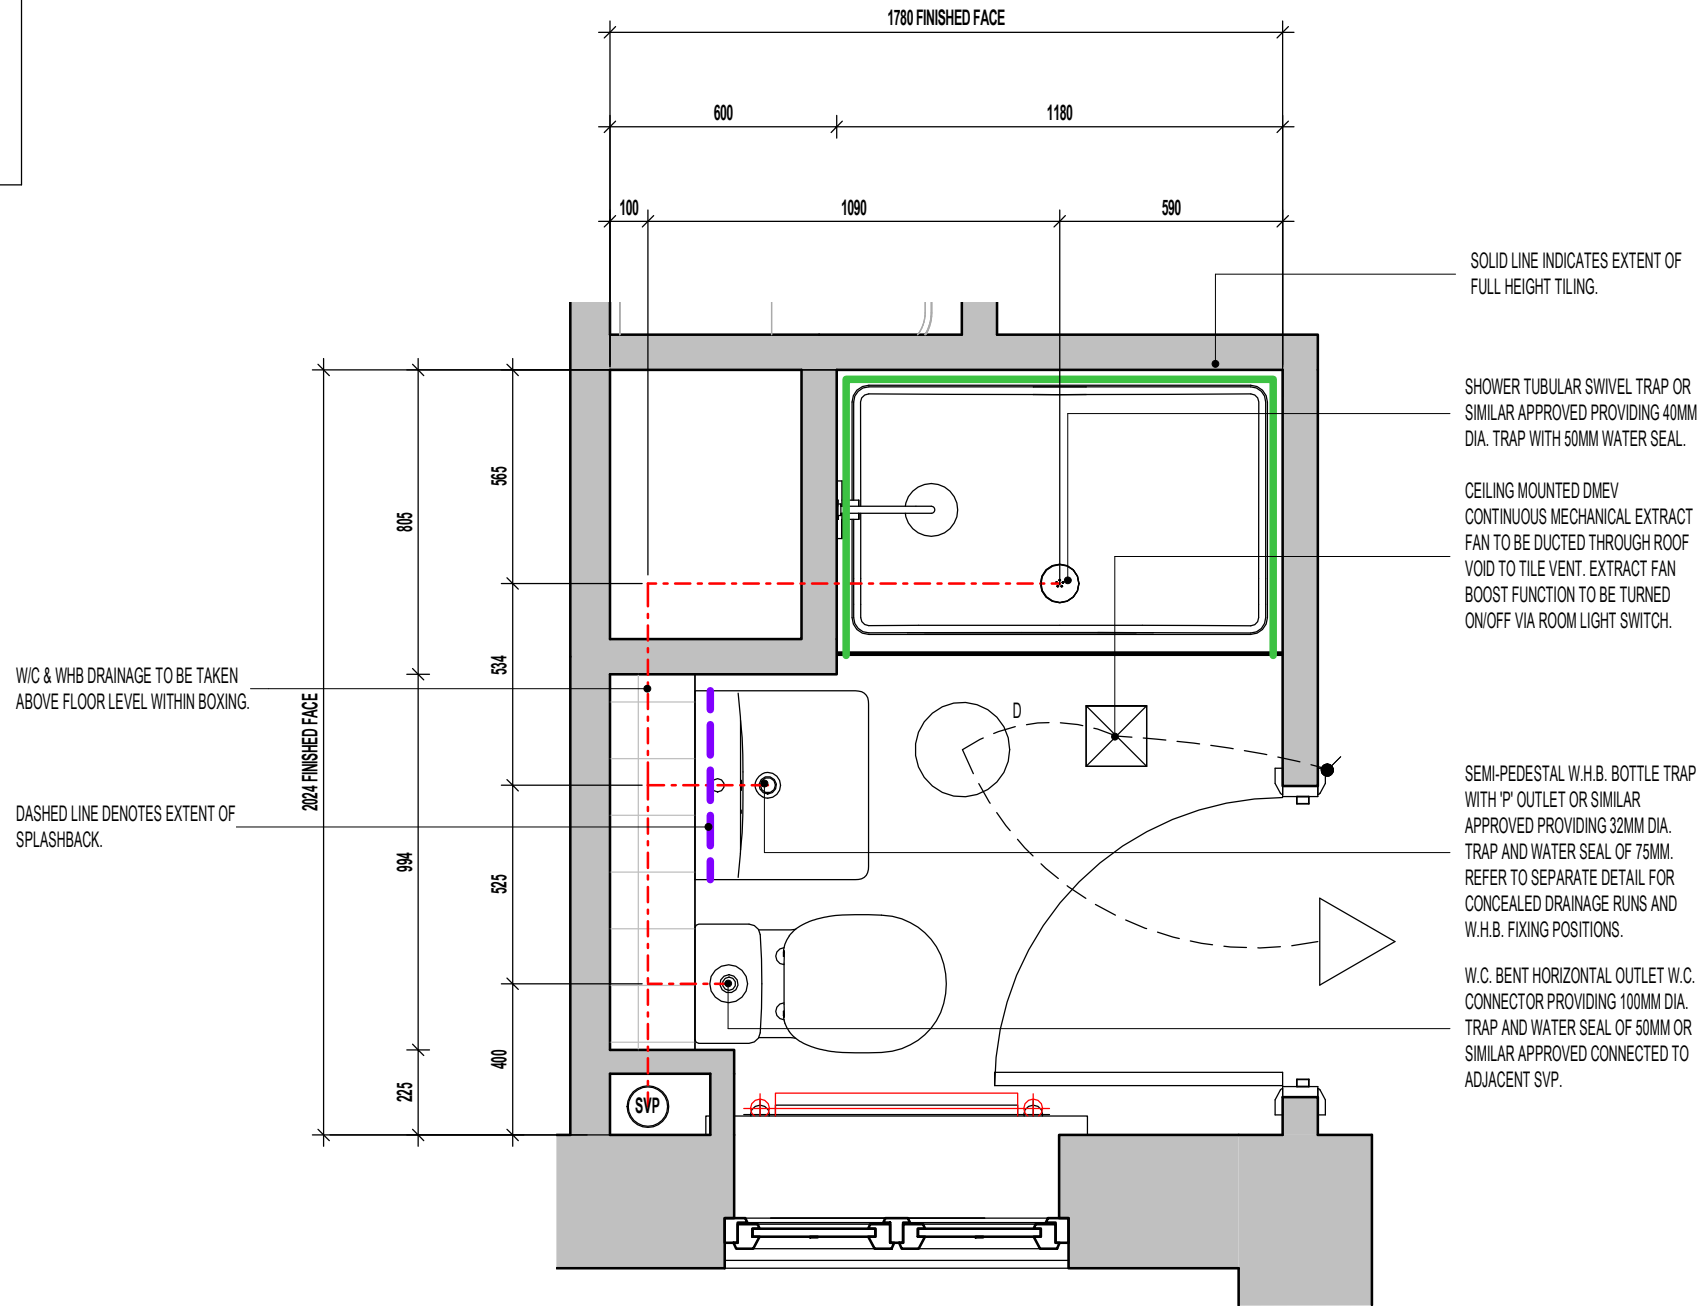 1780 FINISHED FACE
600
1180
100
1090
590
SOLID LINE INDICATES EXTENT OF
FULL HEIGHT TILING.
SHOWER TUBULAR SWIVEL TRAP OR
SIMILAR APPROVED PROVIDING 40MM
DIA. TRAP WITH 50MM WATER SEAL.
CEILING MOUNTED DMEV
CONTINUOUS MECHANICAL EXTRACT
FAN TO BE DUCTED THROUGH ROOF
VOID TO TILE VENT. EXTRACT FAN
BOOST FUNCTION TO BE TURNED
ON/OFF VIA ROOM LIGHT SWITCH.
565
805
534
W/C & WHB DRAINAGE TO BE TAKEN
ABOVE FLOOR LEVEL WITHIN BOXING.
2024 FINISHED FACE
D
DASHED LINE DENOTES EXTENT OF
SPLASHBACK.
994
525
SEMI-PEDESTAL W.H.B. BOTTLE TRAP
WITH 'P' OUTLET OR SIMILAR
APPROVED PROVIDING 32MM DIA.
TRAP AND WATER SEAL OF 75MM.
REFER TO SEPARATE DETAIL FOR
CONCEALED DRAINAGE RUNS AND
W.H.B. FIXING POSITIONS.
W.C. BENT HORIZONTAL OUTLET W.C.
CONNECTOR PROVIDING 100MM DIA.
TRAP AND WATER SEAL OF 50MM OR
SIMILAR APPROVED CONNECTED TO
ADJACENT SVP.
400
225
SVP